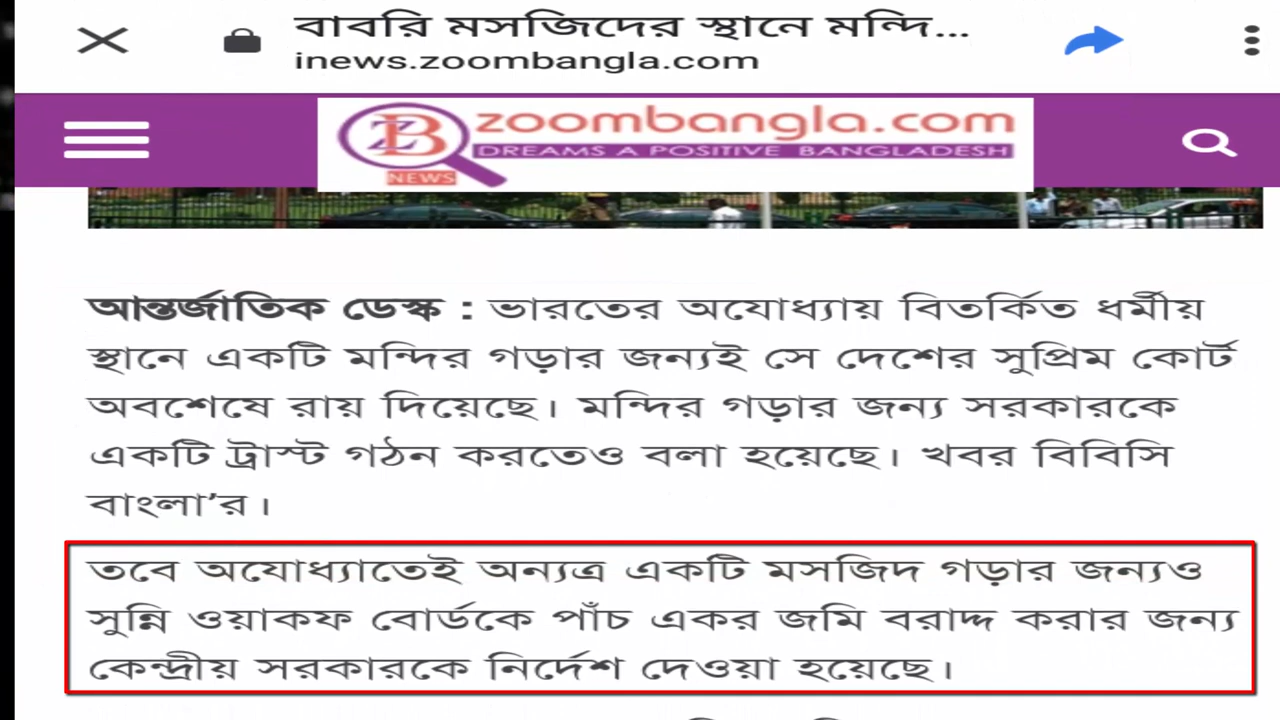 বাবরি মসজিদের স্থানে মন্দি...
inews.zoombangla.com
zoombangla.com
ZB
DREAMS A POSITIVE BANGLADESH
NEWS
আন্তর্জাতিক ডেস্ক : ভারতের অযোধ্যায় বিতর্কিত ধর্মীয়
স্থানে একটি মন্দির গড়ার জন্যই সে দেশের সুপ্রিম কোর্ট
অবশেষে রায় দিয়েছে। মন্দির গড়ার জন্য সরকারকে
একটি ট্রাস্ট গঠন করতেও বলা হয়েছে। খবর বিবিসি
বাংলা’র।
তবে অযোধ্যাতেই অন্যত্র একটি মসজিদ গড়ার জন্যও
সুন্নি ওয়াকফ বোর্ডকে পাঁচ একর জমি বরাদ্দ করার জন্য
কেন্দ্রীয় সরকারকে নির্দেশ দেওয়া হয়েছে।